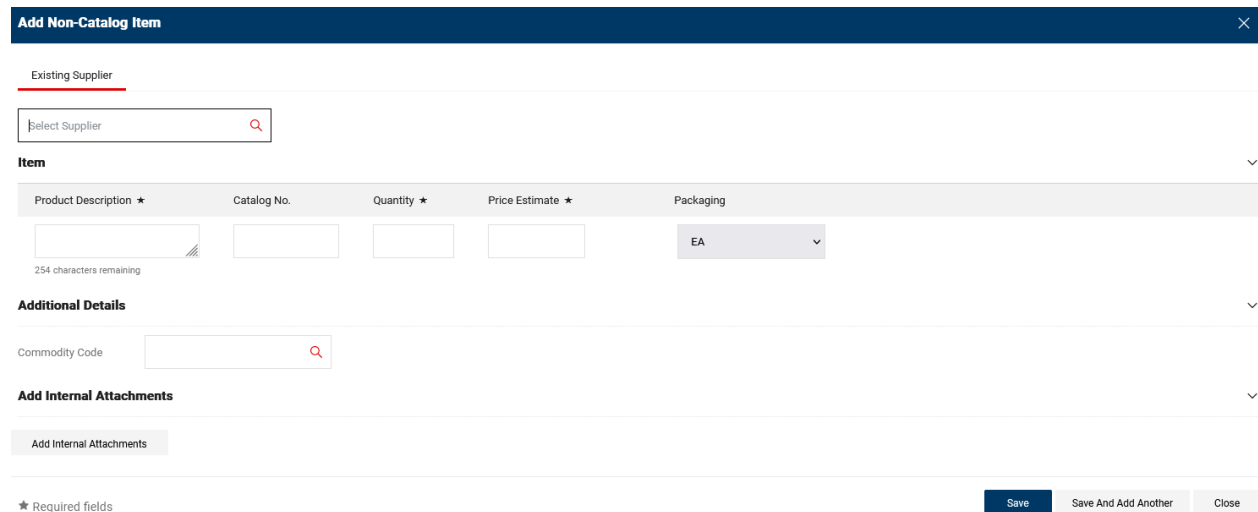 Add Non-Catalog Item
Existing Supplier
Select Supplier
Item
Product Description ★ Catalog No. Quantity ★ Price Estimate ★ Packaging
EA
254 characters remaining
Additional Details
Commodity Code
Add Internal Attachments
Add Internal Attachments
★ Required fields Save Save And Add Another Close